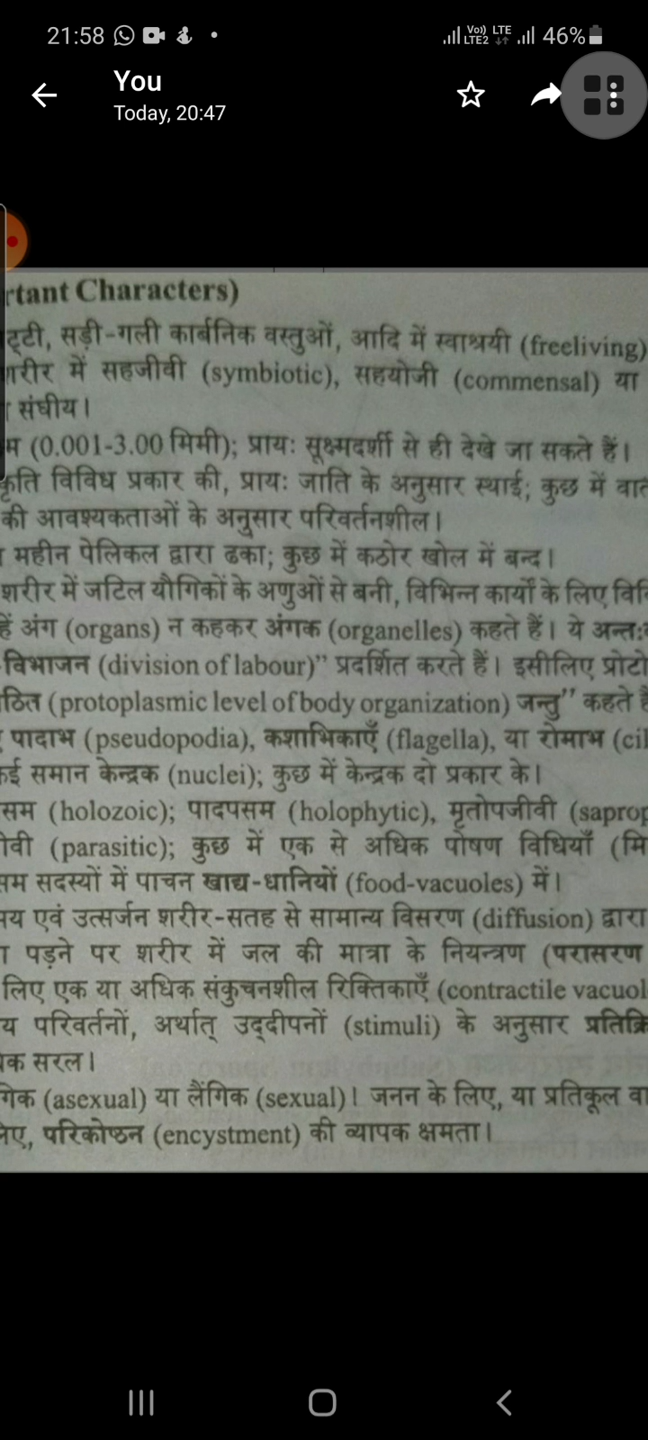 21:58
Vo)) LTE
LTE2
46%
You
Today, 20:47
rtant Characters)
ट्टी, सड़ी-गली कार्बनिक वस्तुओं, आदि में स्वाश्रयी (freeliving)
शरीर में सहजीवी (symbiotic), सहयोजी (commensal) या
संघीय।
म (0.001-3.00 मिमी); प्रायः सूक्ष्मदर्शी से ही देखे जा सकते हैं।
कृति विविध प्रकार की, प्रायः जाति के अनुसार स्थाई; कुछ में वात
की आवश्यकताओं के अनुसार परिवर्तनशील।
महीन पेलिकल द्वारा ढका; कुछ में कठोर खोल में बन्द।
शरीर में जटिल यौगिकों के अणुओं से बनी, विभिन्न कार्यों के लिए वि
हें अंग (organs) न कहकर अंगक (organelles) कहते हैं। ये अन्तः
विभाजन (division of labour)” प्रदर्शित करते हैं। इसीलिए प्रोटो
ठित (protoplasmic level of body organization) जन्तु” कहते हैं
पादाभ (pseudopodia), कशाभिकाएँ (flagella), या रोमाभ (cil
कई समान केन्द्रक (nuclei); कुछ में केन्द्रक दो प्रकार के।
सम (holozoic); पादपसम (holophytic), मृतोपजीवी (saprop
ीवी (parasitic); कुछ में एक से अधिक पोषण विधियाँ (मि
सम सदस्यों में पाचन खाद्य-धानियों (food-vacuoles) में।
मय एवं उत्सर्जन शरीर-सतह से सामान्य विसरण (diffusion) द्वारा
पड़ने पर शरीर में जल की मात्रा के नियन्त्रण (परासरण
लिए एक या अधिक संकुचनशील रिक्तिकाएँ (contractile vacuol
य परिवर्तनों, अर्थात् उद्दीपनों (stimuli) के अनुसार प्रतिक्रि
क सरल।
गिक (asexual) या लैंगिक (sexual)! जनन के लिए, या प्रतिकूल वा
लिए, परिकोष्ठन (encystment) की व्यापक क्षमता।